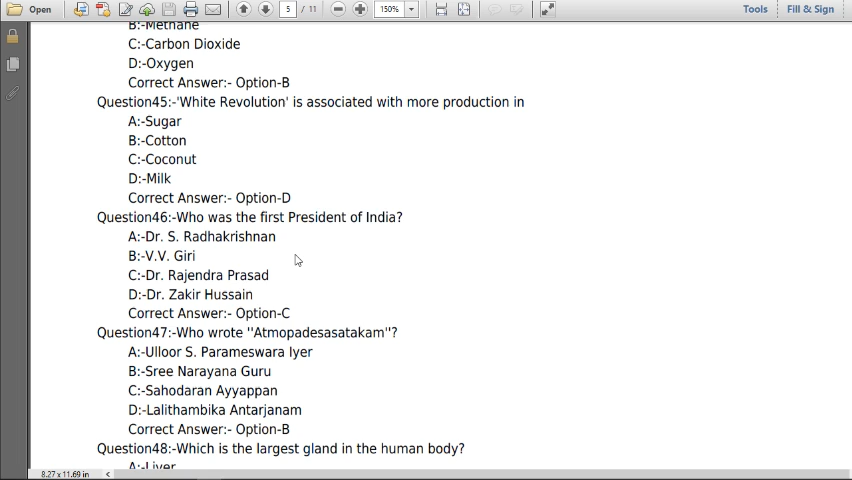 Open
5 / 11
150%
Tools
Fill & Sign
B:-Methane
C:-Carbon Dioxide
D:-Oxygen
Correct Answer:- Option-B
Question45:-'White Revolution' is associated with more production in
A:-Sugar
B:-Cotton
C:-Coconut
D:-Milk
Correct Answer:- Option-D
Question46:-Who was the first President of India?
A:-Dr. S. Radhakrishnan
B:-V.V. Giri
C:-Dr. Rajendra Prasad
D:-Dr. Zakir Hussain
Correct Answer:- Option-C
Question47:-Who wrote ''Atmopadesasatakam''?
A:-Ulloor S. Parameswara Iyer
B:-Sree Narayana Guru
C:-Sahodaran Ayyappan
D:-Lalithambika Antarjanam
Correct Answer:- Option-B
Question48:-Which is the largest gland in the human body?
A:-Liver
8.27 x 11.69 in